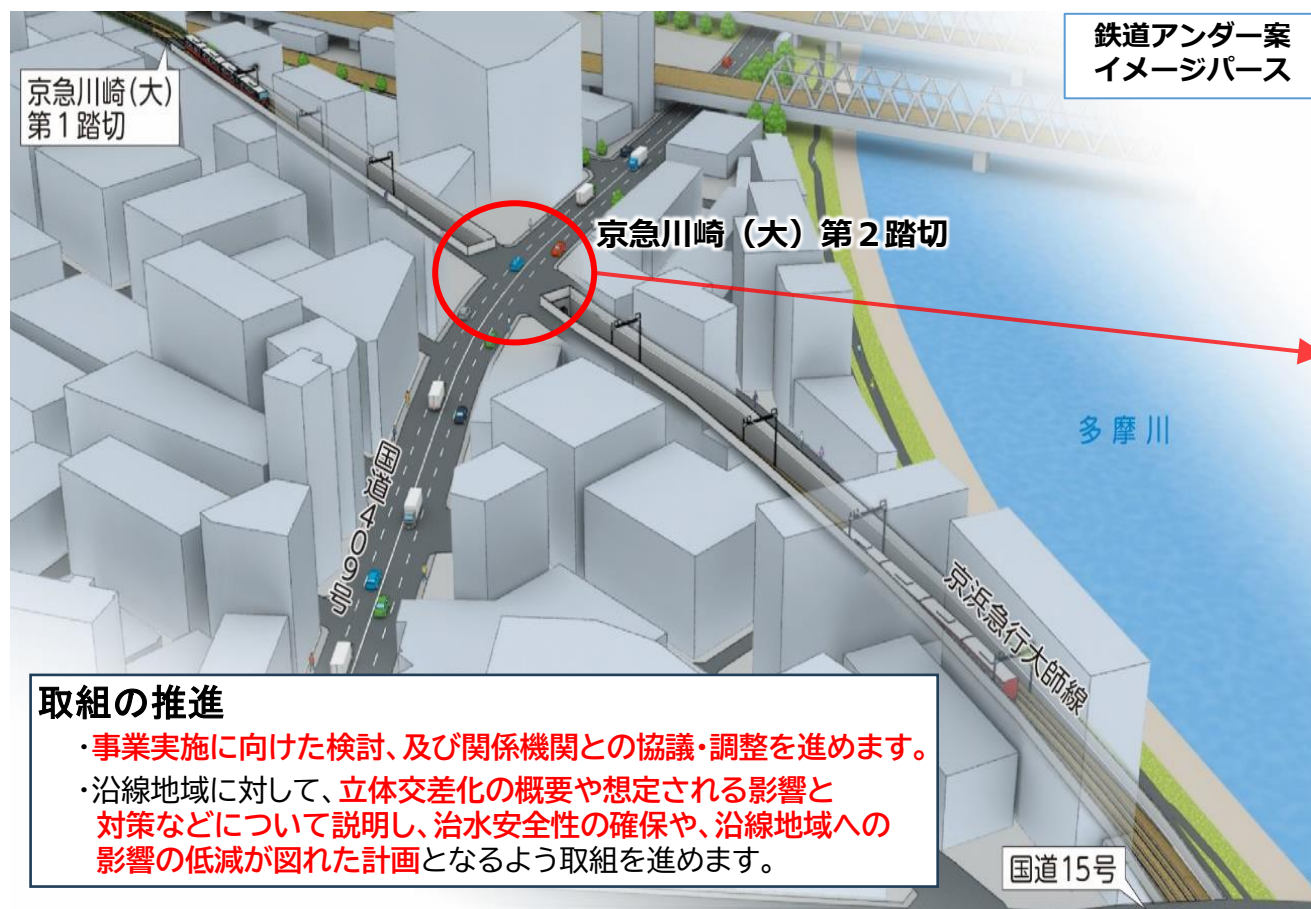 鉄道アンダー案
イメージパース
京急川崎(大)
第1踏切
京急川崎（大）第２踏切
多摩川
国道409号
京浜急行大師線
取組の推進
・事業実施に向けた検討、及び関係機関との協議・調整を進めます。
・沿線地域に対して、立体交差化の概要や想定される影響と
対策などについて説明し、治水安全性の確保や、沿線地域への
影響の低減が図れた計画となるよう取組を進めます。
国道15号